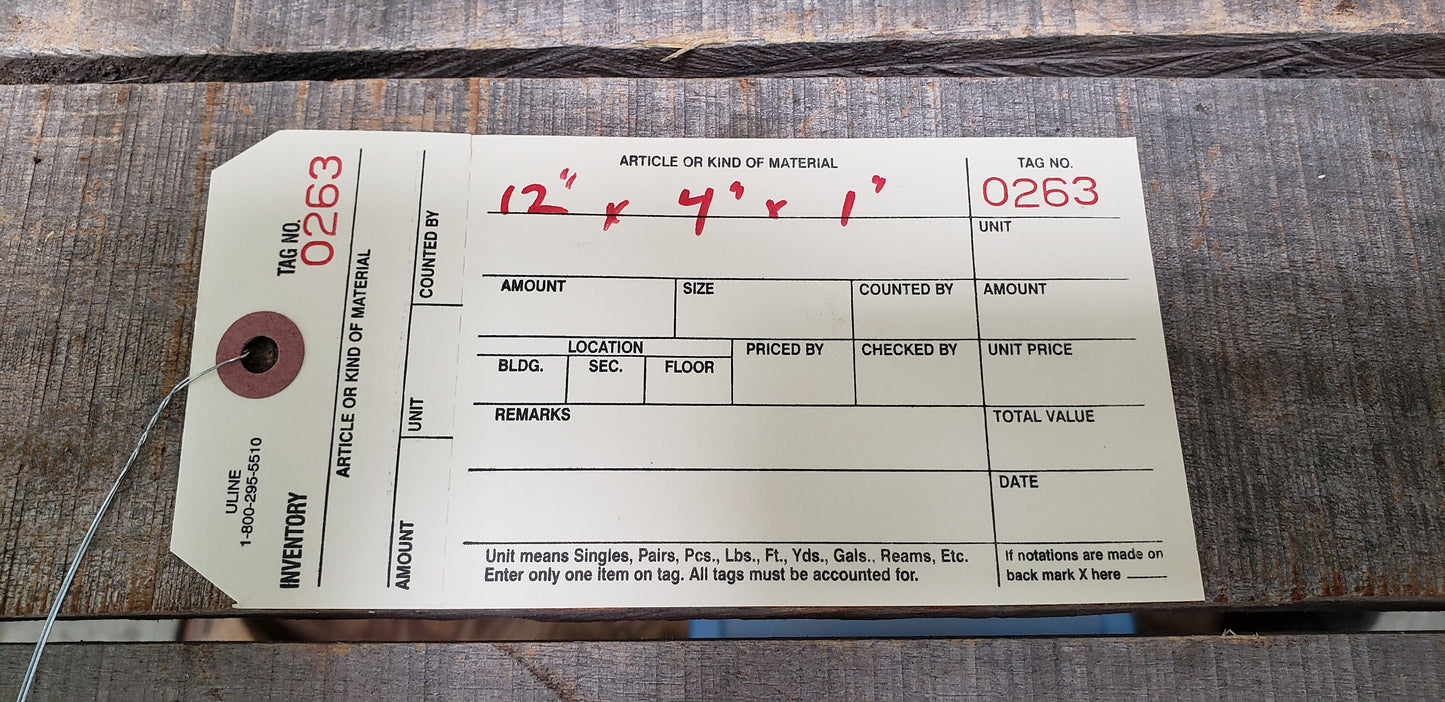 TAG NO.
0263
ARTICLE OR KIND OF MATERIAL
COUNTED BY
UNIT
AMOUNT
ULINE
1-800-295-5510
INVENTORY
ARTICLE OR KIND OF MATERIAL
12" x 4" x 1"
TAG NO.
0263
UNIT
AMOUNT SIZE COUNTED BY AMOUNT
LOCATION PRICED BY CHECKED BY UNIT PRICE
BLDG. SEC. FLOOR
REMARKS TOTAL VALUE
DATE
Unit means Singles, Pairs, Pcs., Lbs., Ft., Yds., Gals., Reams, Etc.
Enter only one item on tag. All tags must be accounted for.
If notations are made on
back mark X here